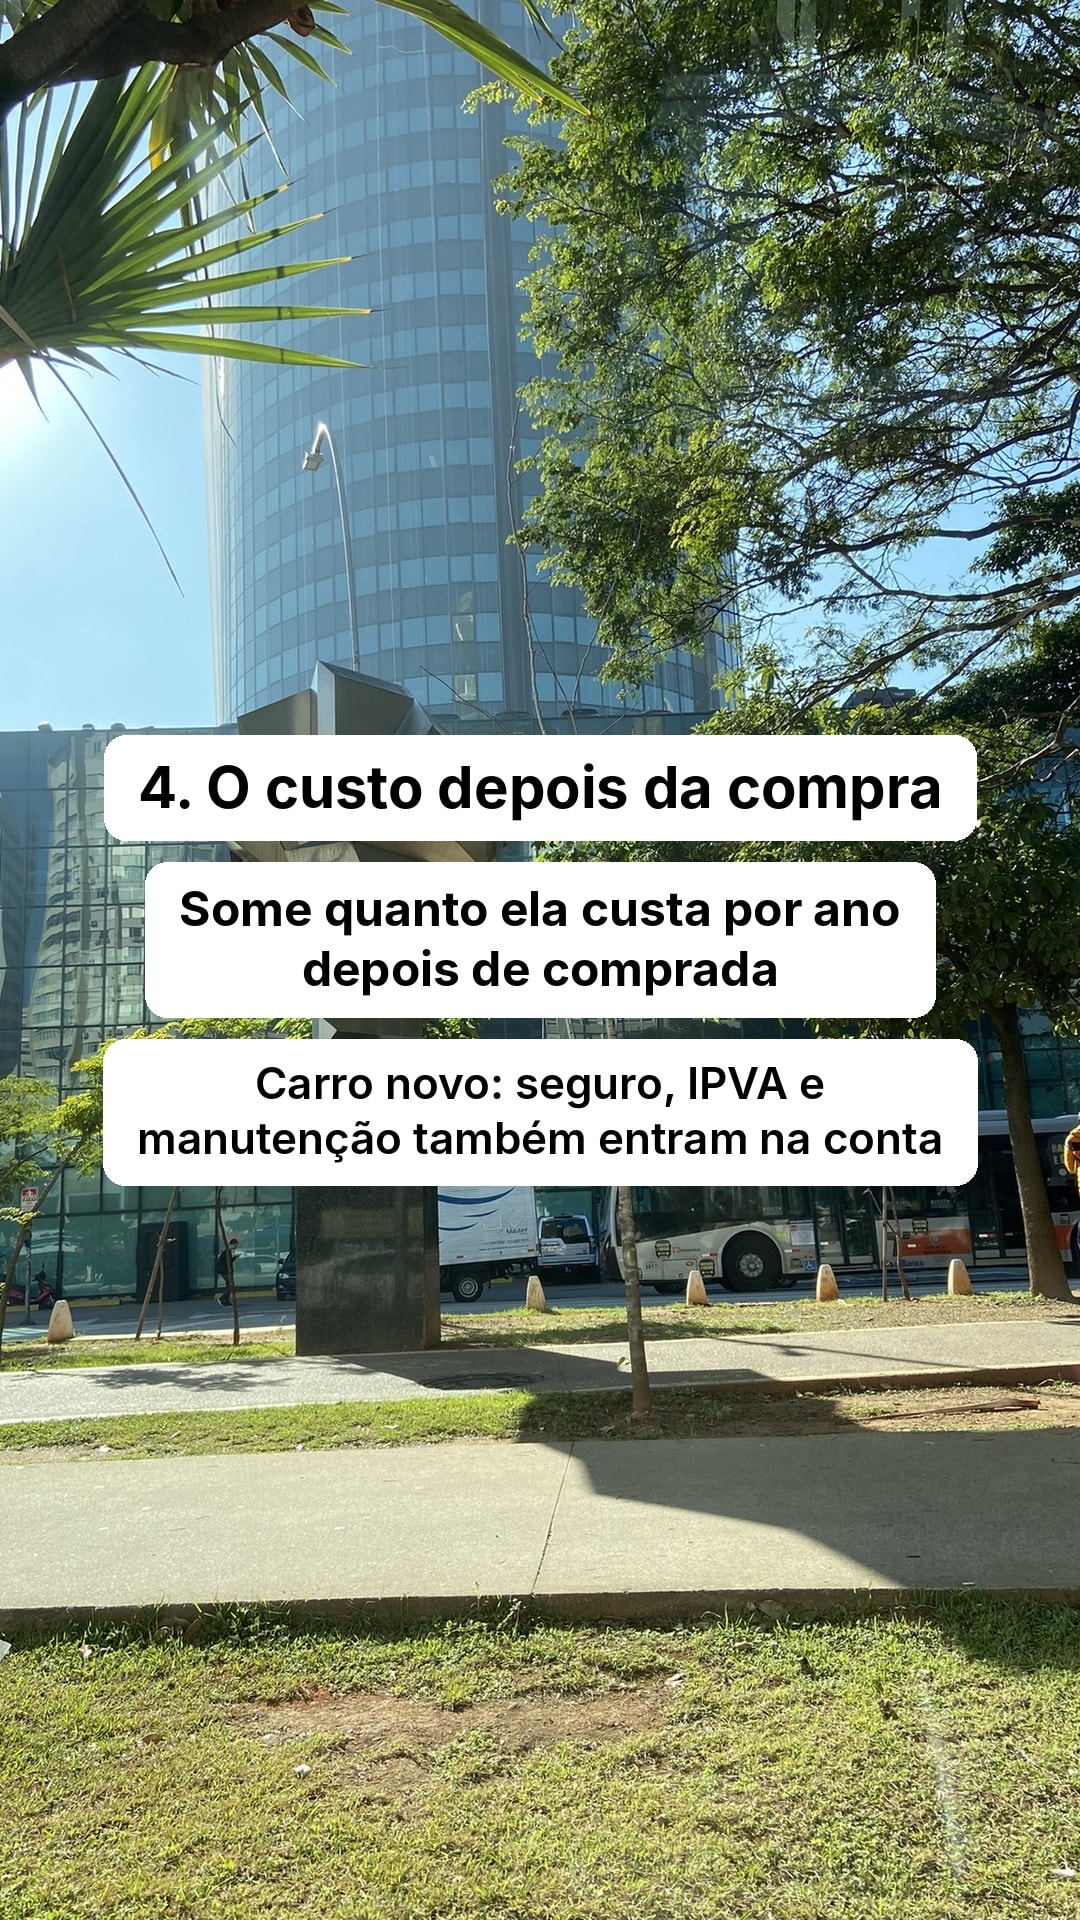 4. O custo depois da compra
Some quanto ela custa por ano
depois de comprada
Carro novo: seguro, IPVA e
manutenção também entram na conta
Master